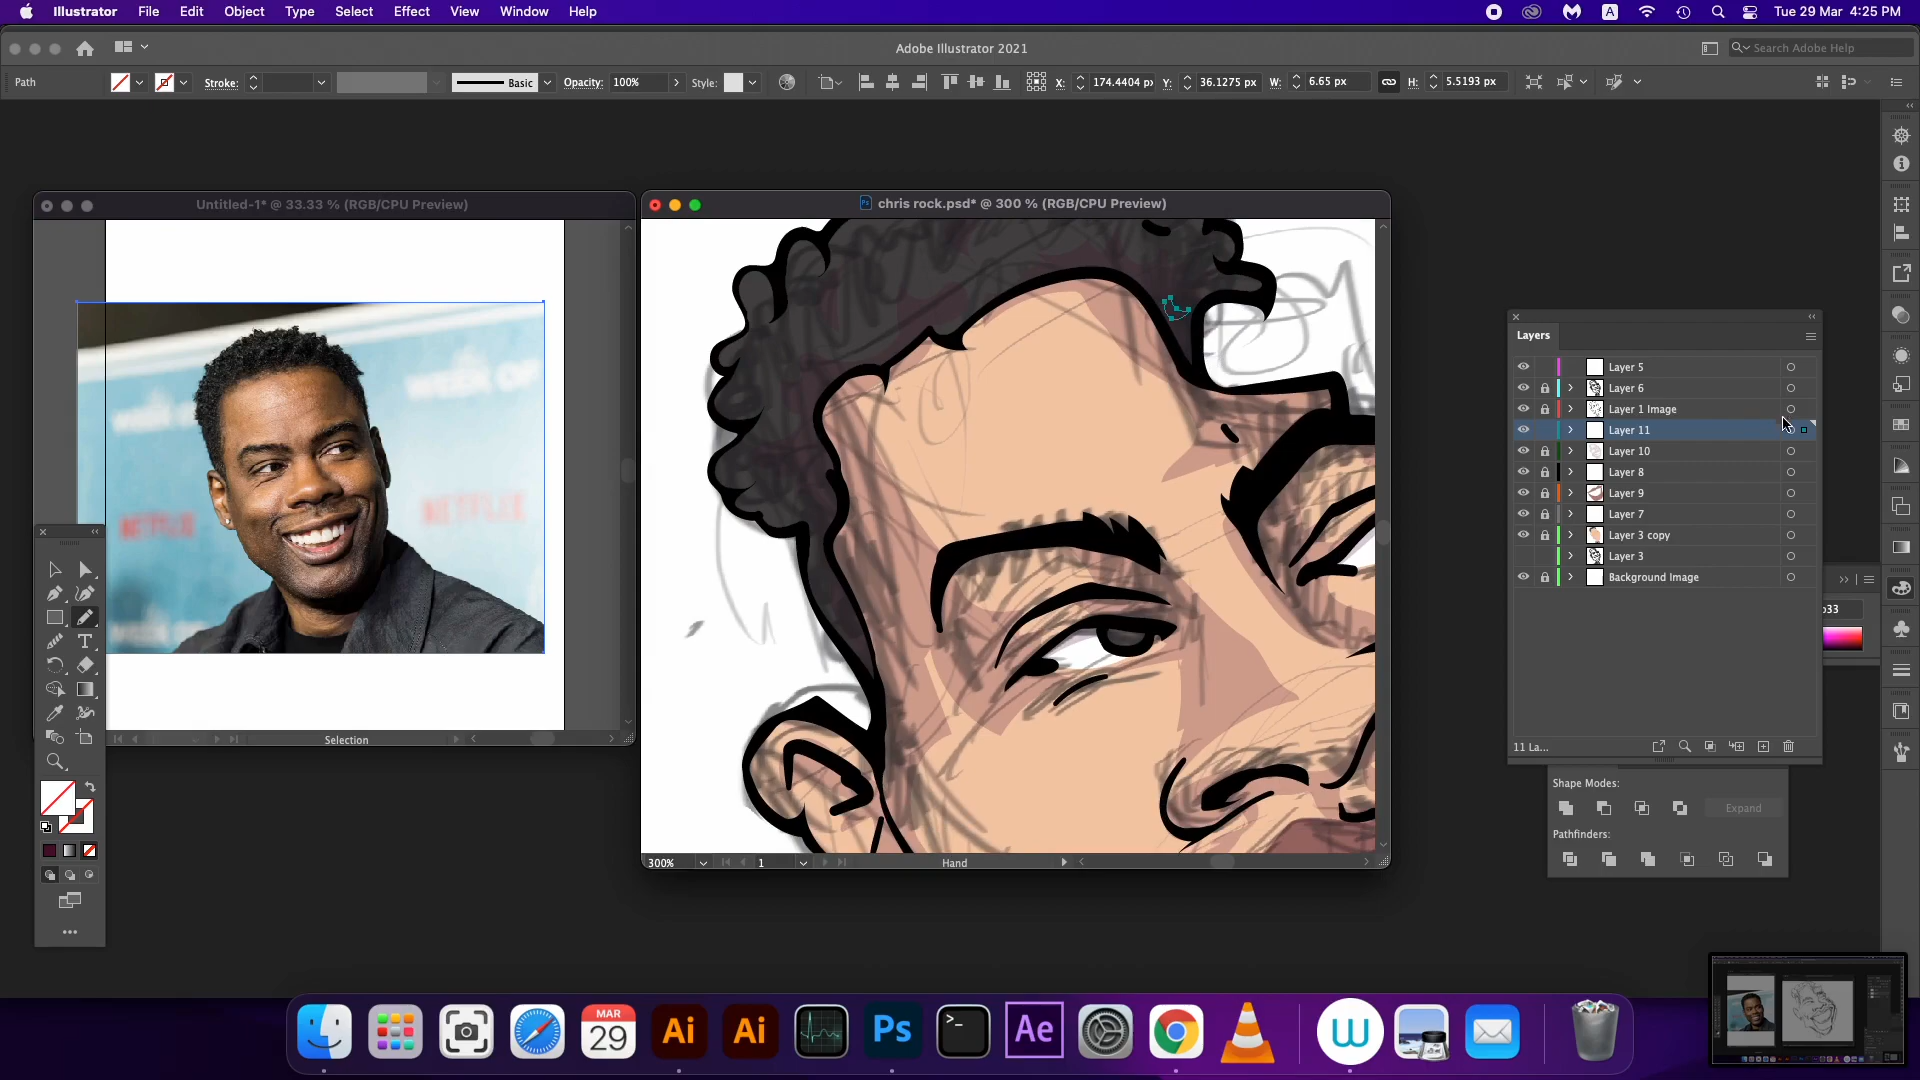 Illustrator File Edit Object Type Select Effect View Window Help
A
Tue 29 Mar 4:25 PM
Adobe Illustrator 2021
Search Adobe Help
Path
Stroke:
Basic
Opacity: 100%
Style:
X: 174.4404 p
Y: 36.1275 px
W: 6.65 px
H: 5.5193 px
Untitled-1* @ 33.33 % (RGB/CPU Preview)
chris rock.psd* @ 300 % (RGB/CPU Preview)
NETFLIX
NETFLIX
Selection
300%
1
Hand
Layers
Layer 5
Layer 6
Layer 1 Image
Layer 11
Layer 10
Layer 8
Layer 9
Layer 7
Layer 3 copy
Layer 3
Background Image
b33
11 La...
Shape Modes:
Expand
Pathfinders:
T
MAR
29
Ai
Ai
Ps
>_
Ae
W